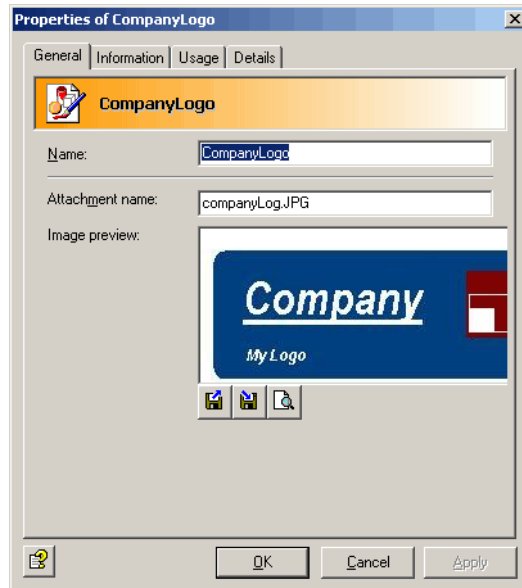 Properties of CompanyLogo
General Information Usage Details
CompanyLogo
Name: CompanyLogo
Attachment name: companyLog.JPG
Image preview:
Company
My Logo
OK Cancel Apply